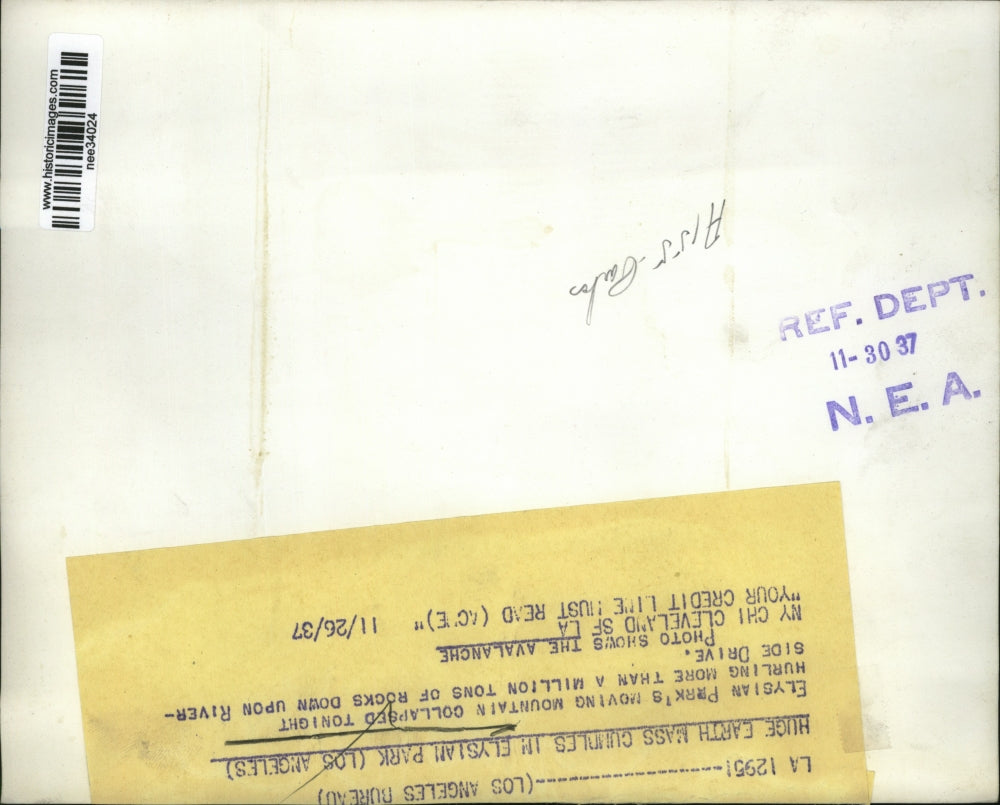 www.historicimages.com
nee34024
REF. DEPT.
11-30 37
N. E. A.
LA 1295!--------------------(LOS ANGELES BUREAU)
HUGE EARTH MASS CUMPLES IN ELYSIAN PARK (LOS ANGELES)
ELYSIAN PARK'S MOVING MOUNTAIN COLLAPSED TONIGHT
HURLING MORE THAN A MILLION TONS OF ROCKS DOWN UPON RIVER-
SIDE DRIVE.
PHOTO SHOWS THE AVALANCHE
NY CHI CLEVELAND SF LA
"YOUR CREDIT LINE MUST READ (ACME)" 11/26/37